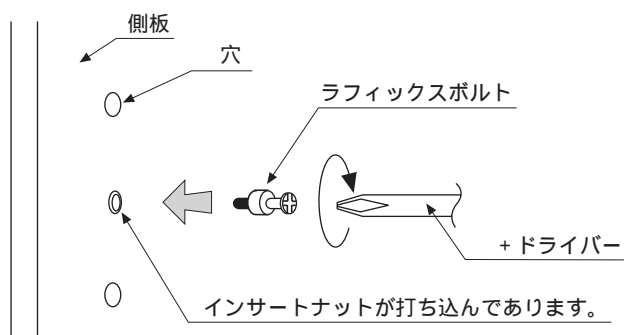 側板
穴
ラフィックスボルト
+ドライバー
インサートナットが打ち込んであります。